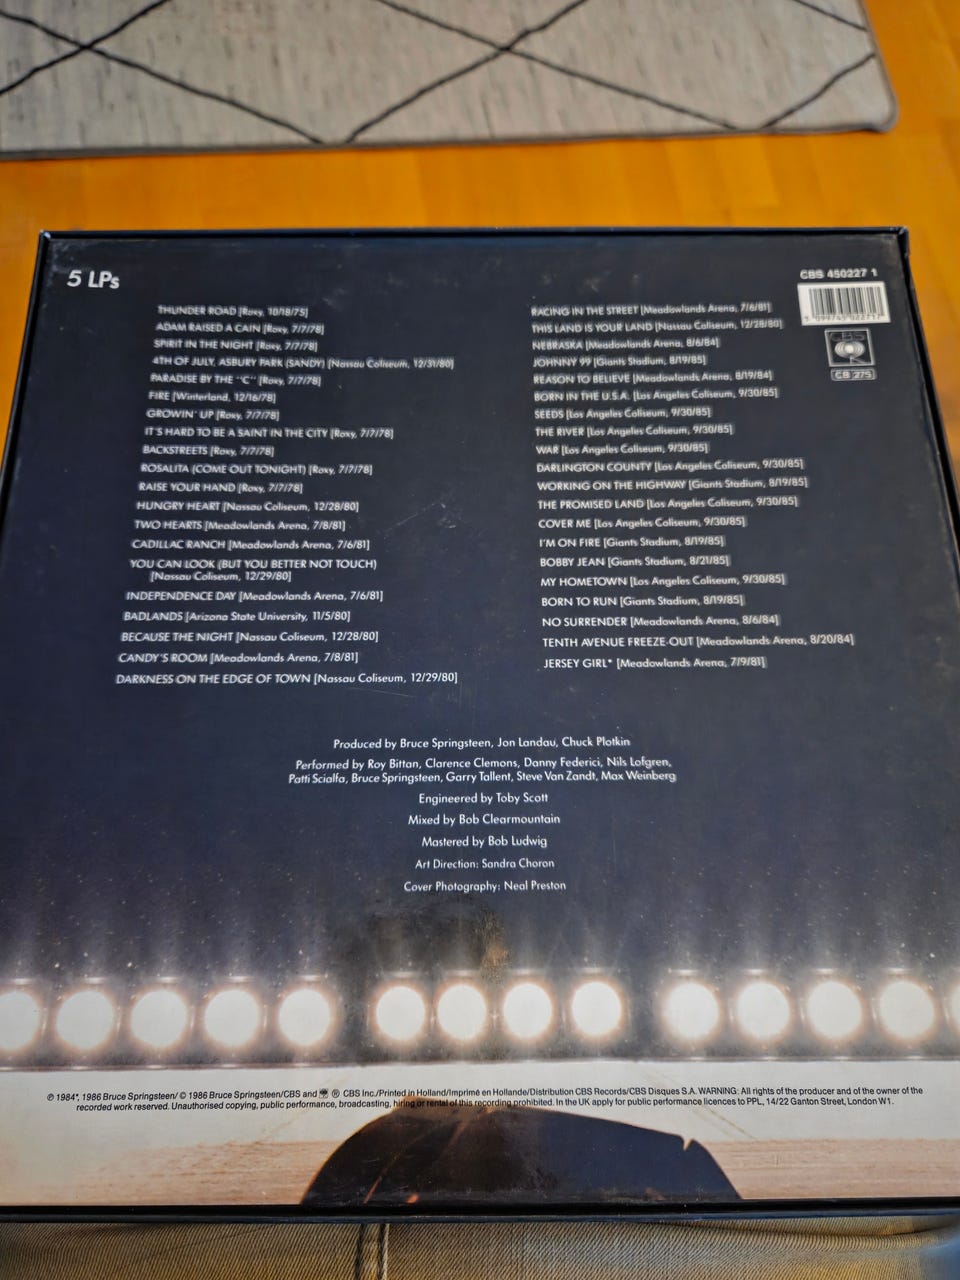 5 LPs
CBS 450227 1
THUNDER ROAD [Roxy, 10/18/75]
ADAM RAISED A CAIN [Roxy, 7/7/78]
SPIRIT IN THE NIGHT [Roxy, 7/7/78]
4TH OF JULY, ASBURY PARK (SANDY) [Nassau Coliseum, 12/31/80]
PARADISE BY THE "C" [Roxy, 7/7/78]
FIRE [Winterland, 12/16/78]
GROWIN' UP [Roxy, 7/7/78]
IT'S HARD TO BE A SAINT IN THE CITY [Roxy, 7/7/78]
BACKSTREETS [Roxy, 7/7/78]
ROSALITA (COME OUT TONIGHT) [Roxy, 7/7/78]
RAISE YOUR HAND [Roxy, 7/7/78]
HUNGRY HEART [Nassau Coliseum, 12/28/80]
TWO HEARTS [Meadowlands Arena, 7/8/81]
CADILLAC RANCH [Meadowlands Arena, 7/6/81]
YOU CAN LOOK (BUT YOU BETTER NOT TOUCH)
[Nassau Coliseum, 12/29/80]
INDEPENDENCE DAY [Meadowlands Arena, 7/6/81]
BADLANDS [Arizona State University, 11/5/80]
BECAUSE THE NIGHT [Nassau Coliseum, 12/28/80]
CANDY'S ROOM [Meadowlands Arena, 7/8/81]
DARKNESS ON THE EDGE OF TOWN [Nassau Coliseum, 12/29/80]
RACING IN THE STREET [Meadowlands Arena, 7/6/81]
THIS LAND IS YOUR LAND [Nassau Coliseum, 12/28/80]
NEBRASKA [Meadowlands Arena, 8/6/84]
JOHNNY 99 [Giants Stadium, 8/19/85]
REASON TO BELIEVE [Meadowlands Arena, 8/19/84]
BORN IN THE U.S.A. [Los Angeles Coliseum, 9/30/85]
SEEDS [Los Angeles Coliseum, 9/30/85]
THE RIVER [Los Angeles Coliseum, 9/30/85]
WAR [Los Angeles Coliseum, 9/30/85]
DARLINGTON COUNTY [Los Angeles Coliseum, 9/30/85]
WORKING ON THE HIGHWAY [Giants Stadium, 8/19/85]
THE PROMISED LAND [Los Angeles Coliseum, 9/30/85]
COVER ME [Los Angeles Coliseum, 9/30/85]
I'M ON FIRE [Giants Stadium, 8/19/85]
BOBBY JEAN [Giants Stadium, 8/21/85]
MY HOMETOWN [Los Angeles Coliseum, 9/30/85]
BORN TO RUN [Giants Stadium, 8/19/85]
NO SURRENDER [Meadowlands Arena, 8/6/84]
TENTH AVENUE FREEZE-OUT [Meadowlands Arena, 8/20/84]
JERSEY GIRL* [Meadowlands Arena, 7/9/81]
CBS
CB 275
Produced by Bruce Springsteen, Jon Landau, Chuck Plotkin
Performed by Roy Bittan, Clarence Clemons, Danny Federici, Nils Lofgren,
Patti Scialfa, Bruce Springsteen, Garry Tallent, Steve Van Zandt, Max Weinberg
Engineered by Toby Scott
Mixed by Bob Clearmountain
Mastered by Bob Ludwig
Art Direction: Sandra Choron
Cover Photography: Neal Preston
℗ 1984*, 1986 Bruce Springsteen/ © 1986 Bruce Springsteen/CBS and ® CBS Inc./Printed in Holland/Imprimé en Hollande/Distribution CBS Records/CBS Disques S.A. WARNING: All rights of the producer and of the owner of the
recorded work reserved. Unauthorised copying, public performance, broadcasting, hiring or rental of this recording prohibited. In the UK apply for public performance licences to PPL, 14/22 Ganton Street, London W1.